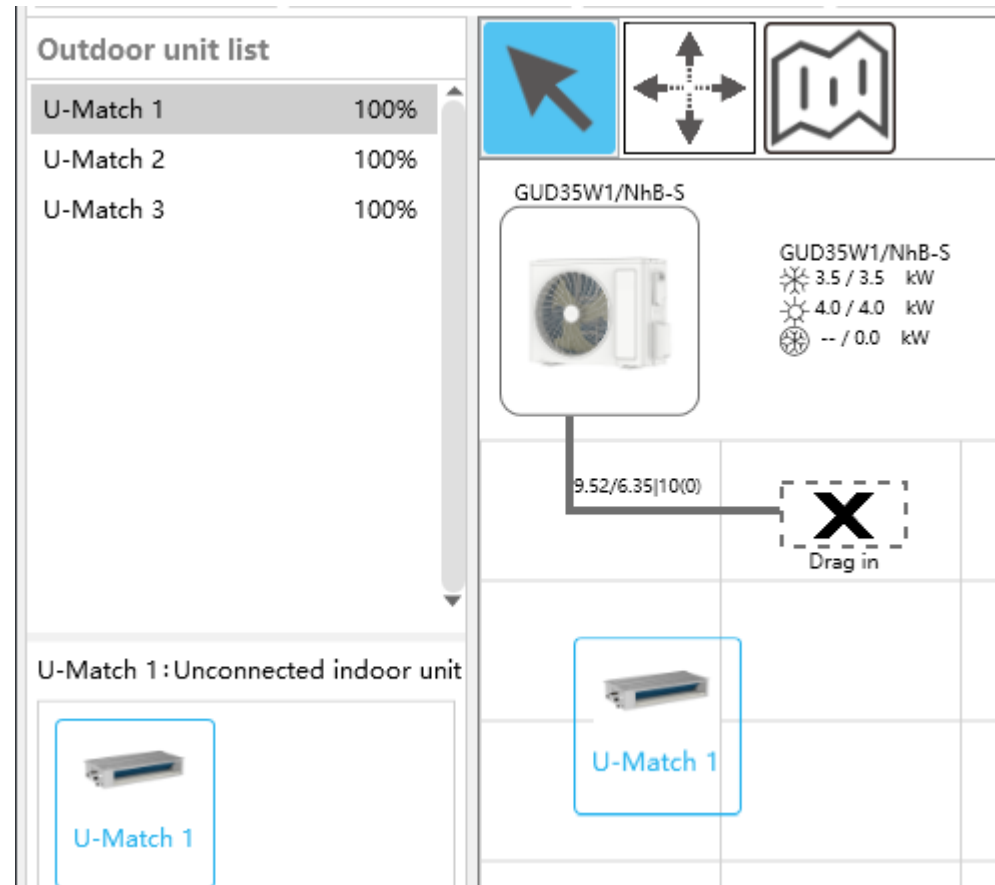 Outdoor unit list
U-Match 1 100%
U-Match 2 100%
U-Match 3 100%
U-Match 1:Unconnected indoor unit
U-Match 1
GUD35W1/NhB-S
GUD35W1/NhB-S
3.5 / 3.5 kW
4.0 / 4.0 kW
-- / 0.0 kW
9.52/6.35|10(0)
Drag in
U-Match 1